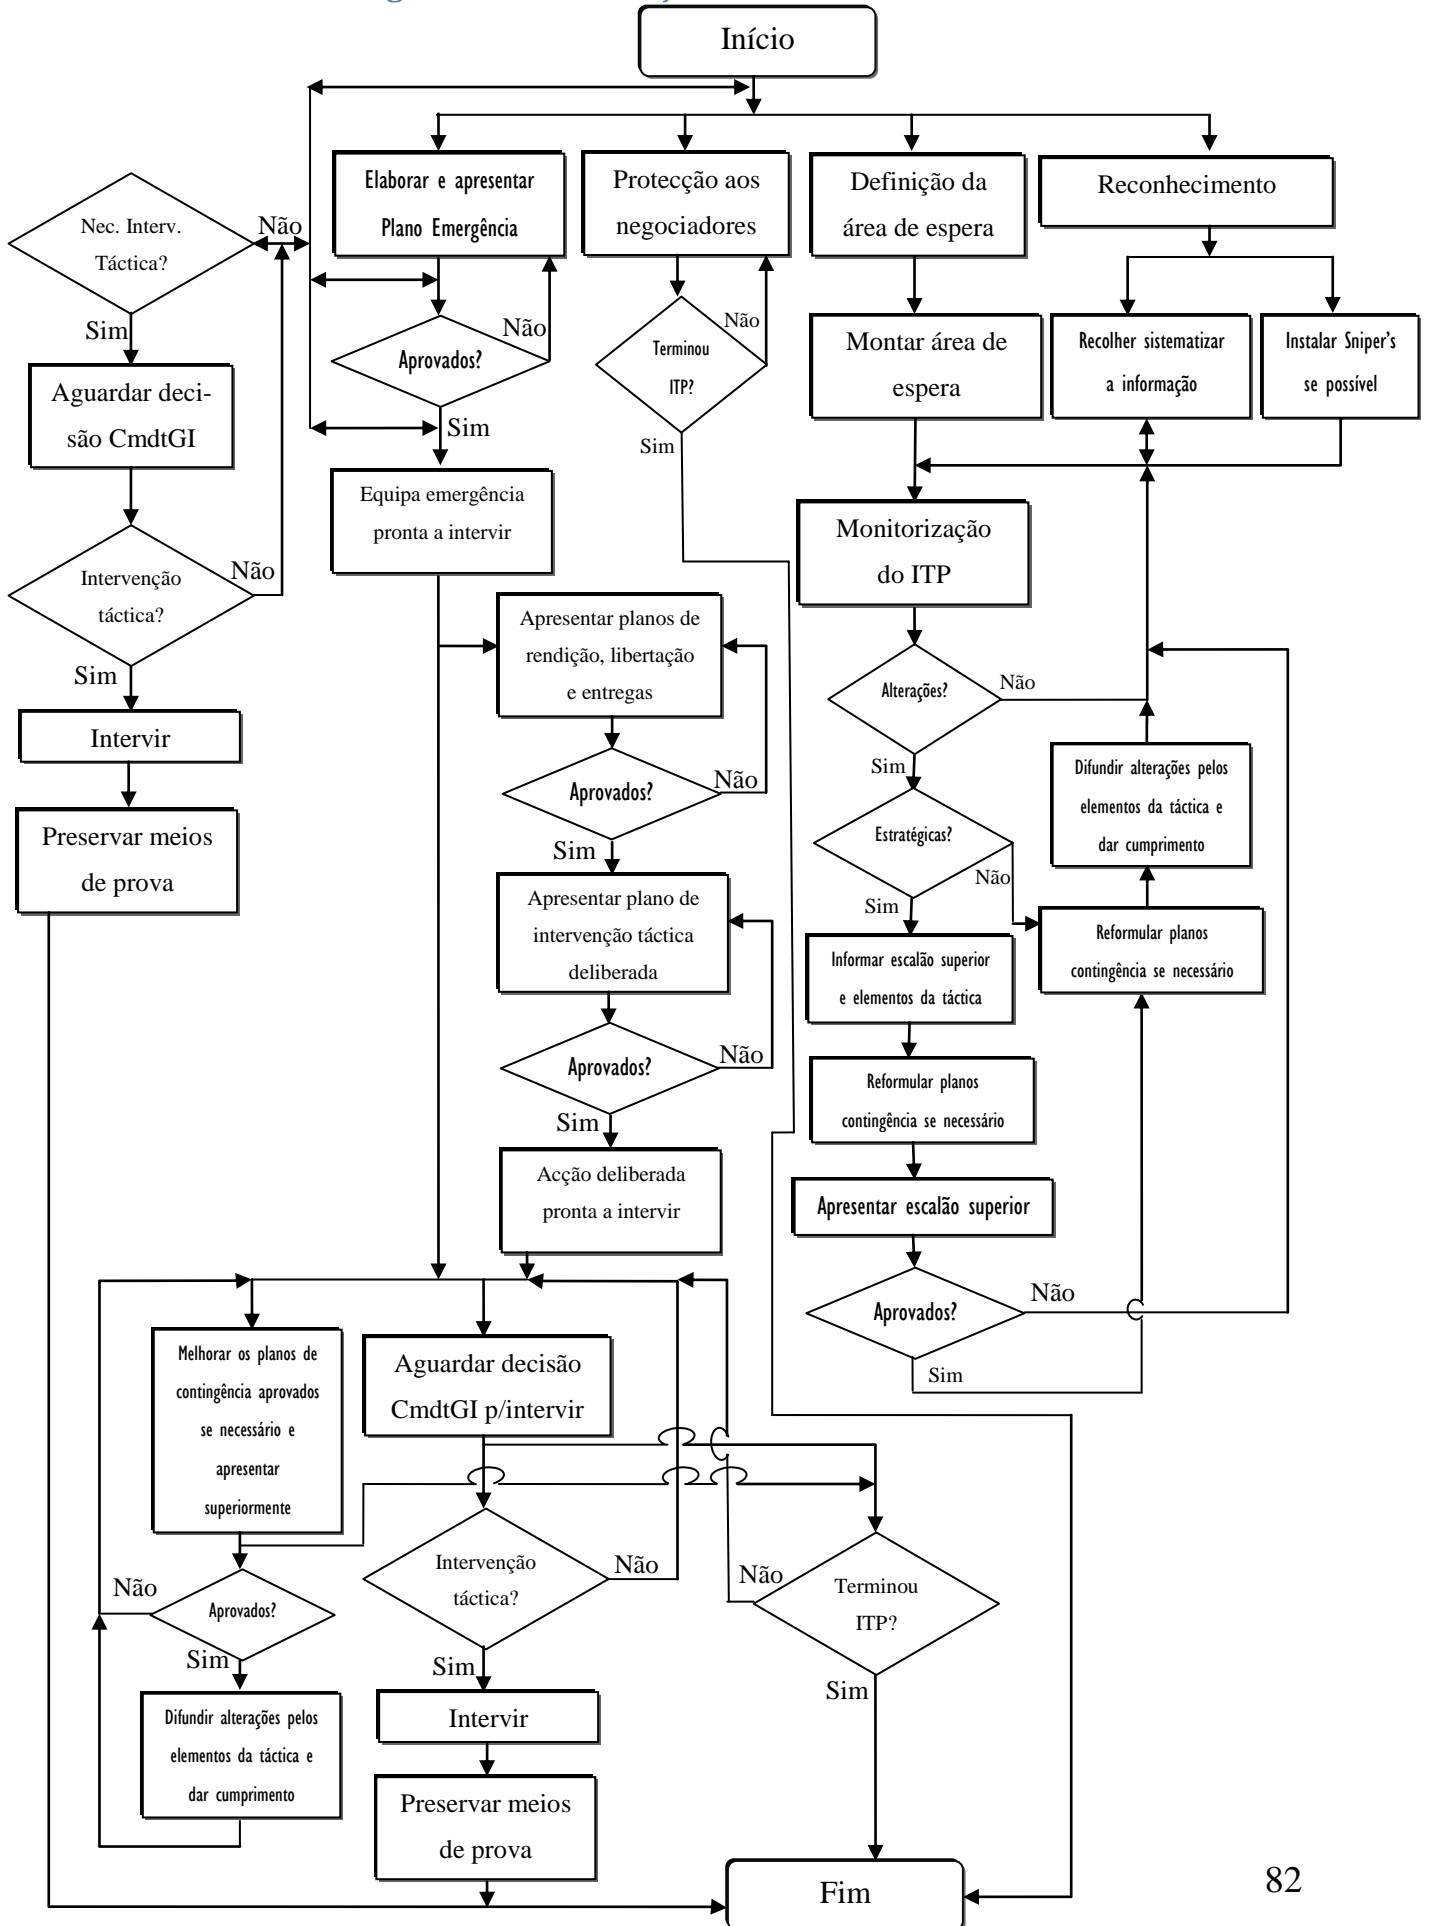 Início
Elaborar e apresentar
Plano Emergência
Protecção aos
negociadores
Definição da
área de espera
Reconhecimento
Nec. Interv.
Táctica?
Não
Sim
Aguardar deci-
são CmdtGI
Intervenção
táctica?
Não
Sim
Intervir
Preservar meios
de prova
Aprovados?
Não
Sim
Equipa emergência
pronta a intervir
Terminou
ITP?
Não
Sim
Montar área de
espera
Recolher sistematizar
a informação
Instalar Sniper's
se possível
Monitorização
do ITP
Apresentar planos de
rendição, libertação
e entregas
Aprovados?
Não
Sim
Apresentar plano de
intervenção táctica
deliberada
Aprovados?
Não
Sim
Acção deliberada
pronta a intervir
Alterações?
Não
Sim
Estratégicas?
Não
Sim
Difundir alterações pelos
elementos da táctica e
dar cumprimento
Reformular planos
contingência se necessário
Informar escalão superior
e elementos da táctica
Reformular planos
contingência se necessário
Apresentar escalão superior
Aprovados?
Não
Sim
Melhorar os planos de
contingência aprovados
se necessário e
apresentar
superiormente
Aguardar decisão
CmdtGI p/intervir
Aprovados?
Não
Sim
Intervenção
táctica?
Não
Sim
Terminou
ITP?
Não
Sim
Difundir alterações pelos
elementos da táctica e
dar cumprimento
Intervir
Preservar meios
de prova
Fim
82